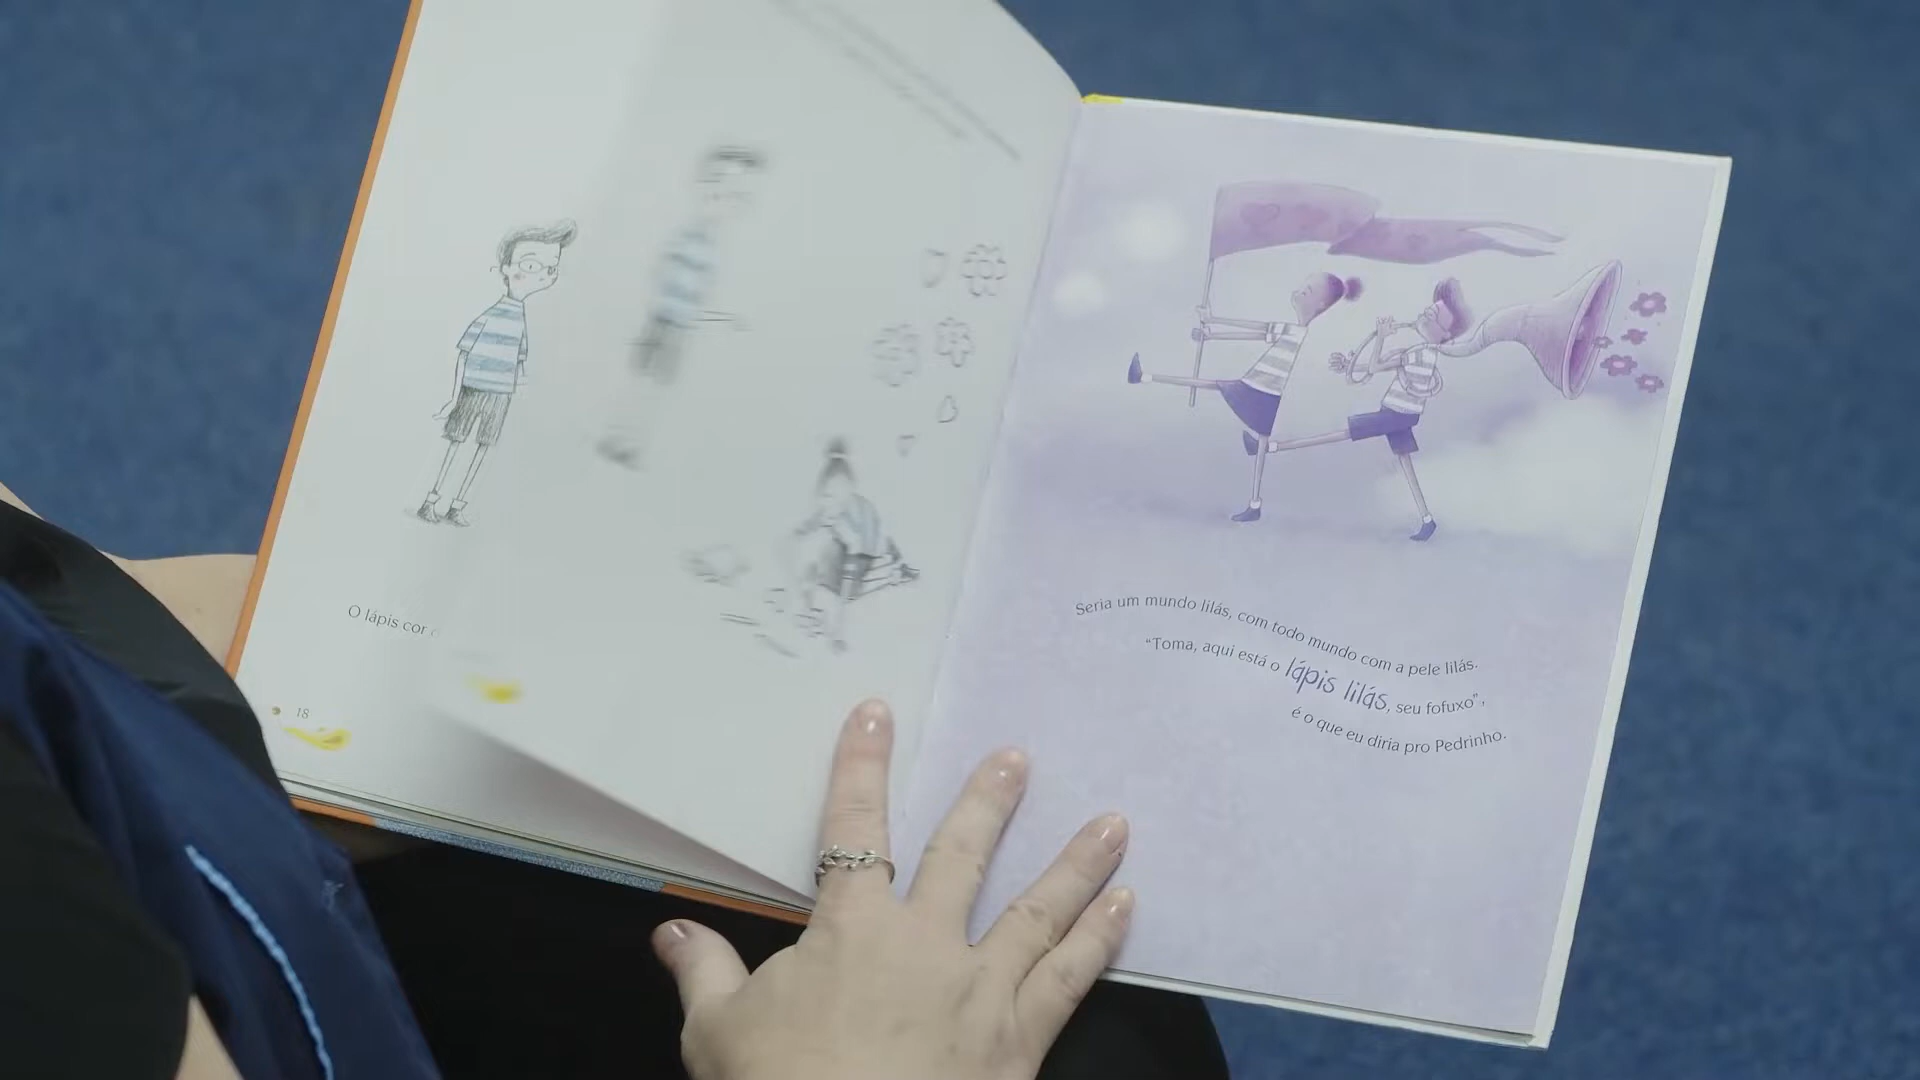 O lápis cor
18
Seria um mundo lilás, com todo mundo com a pele lilás.
“Toma, aqui está o lápis lilás, seu fofuxo”,
é o que eu diria pro Pedrinho.